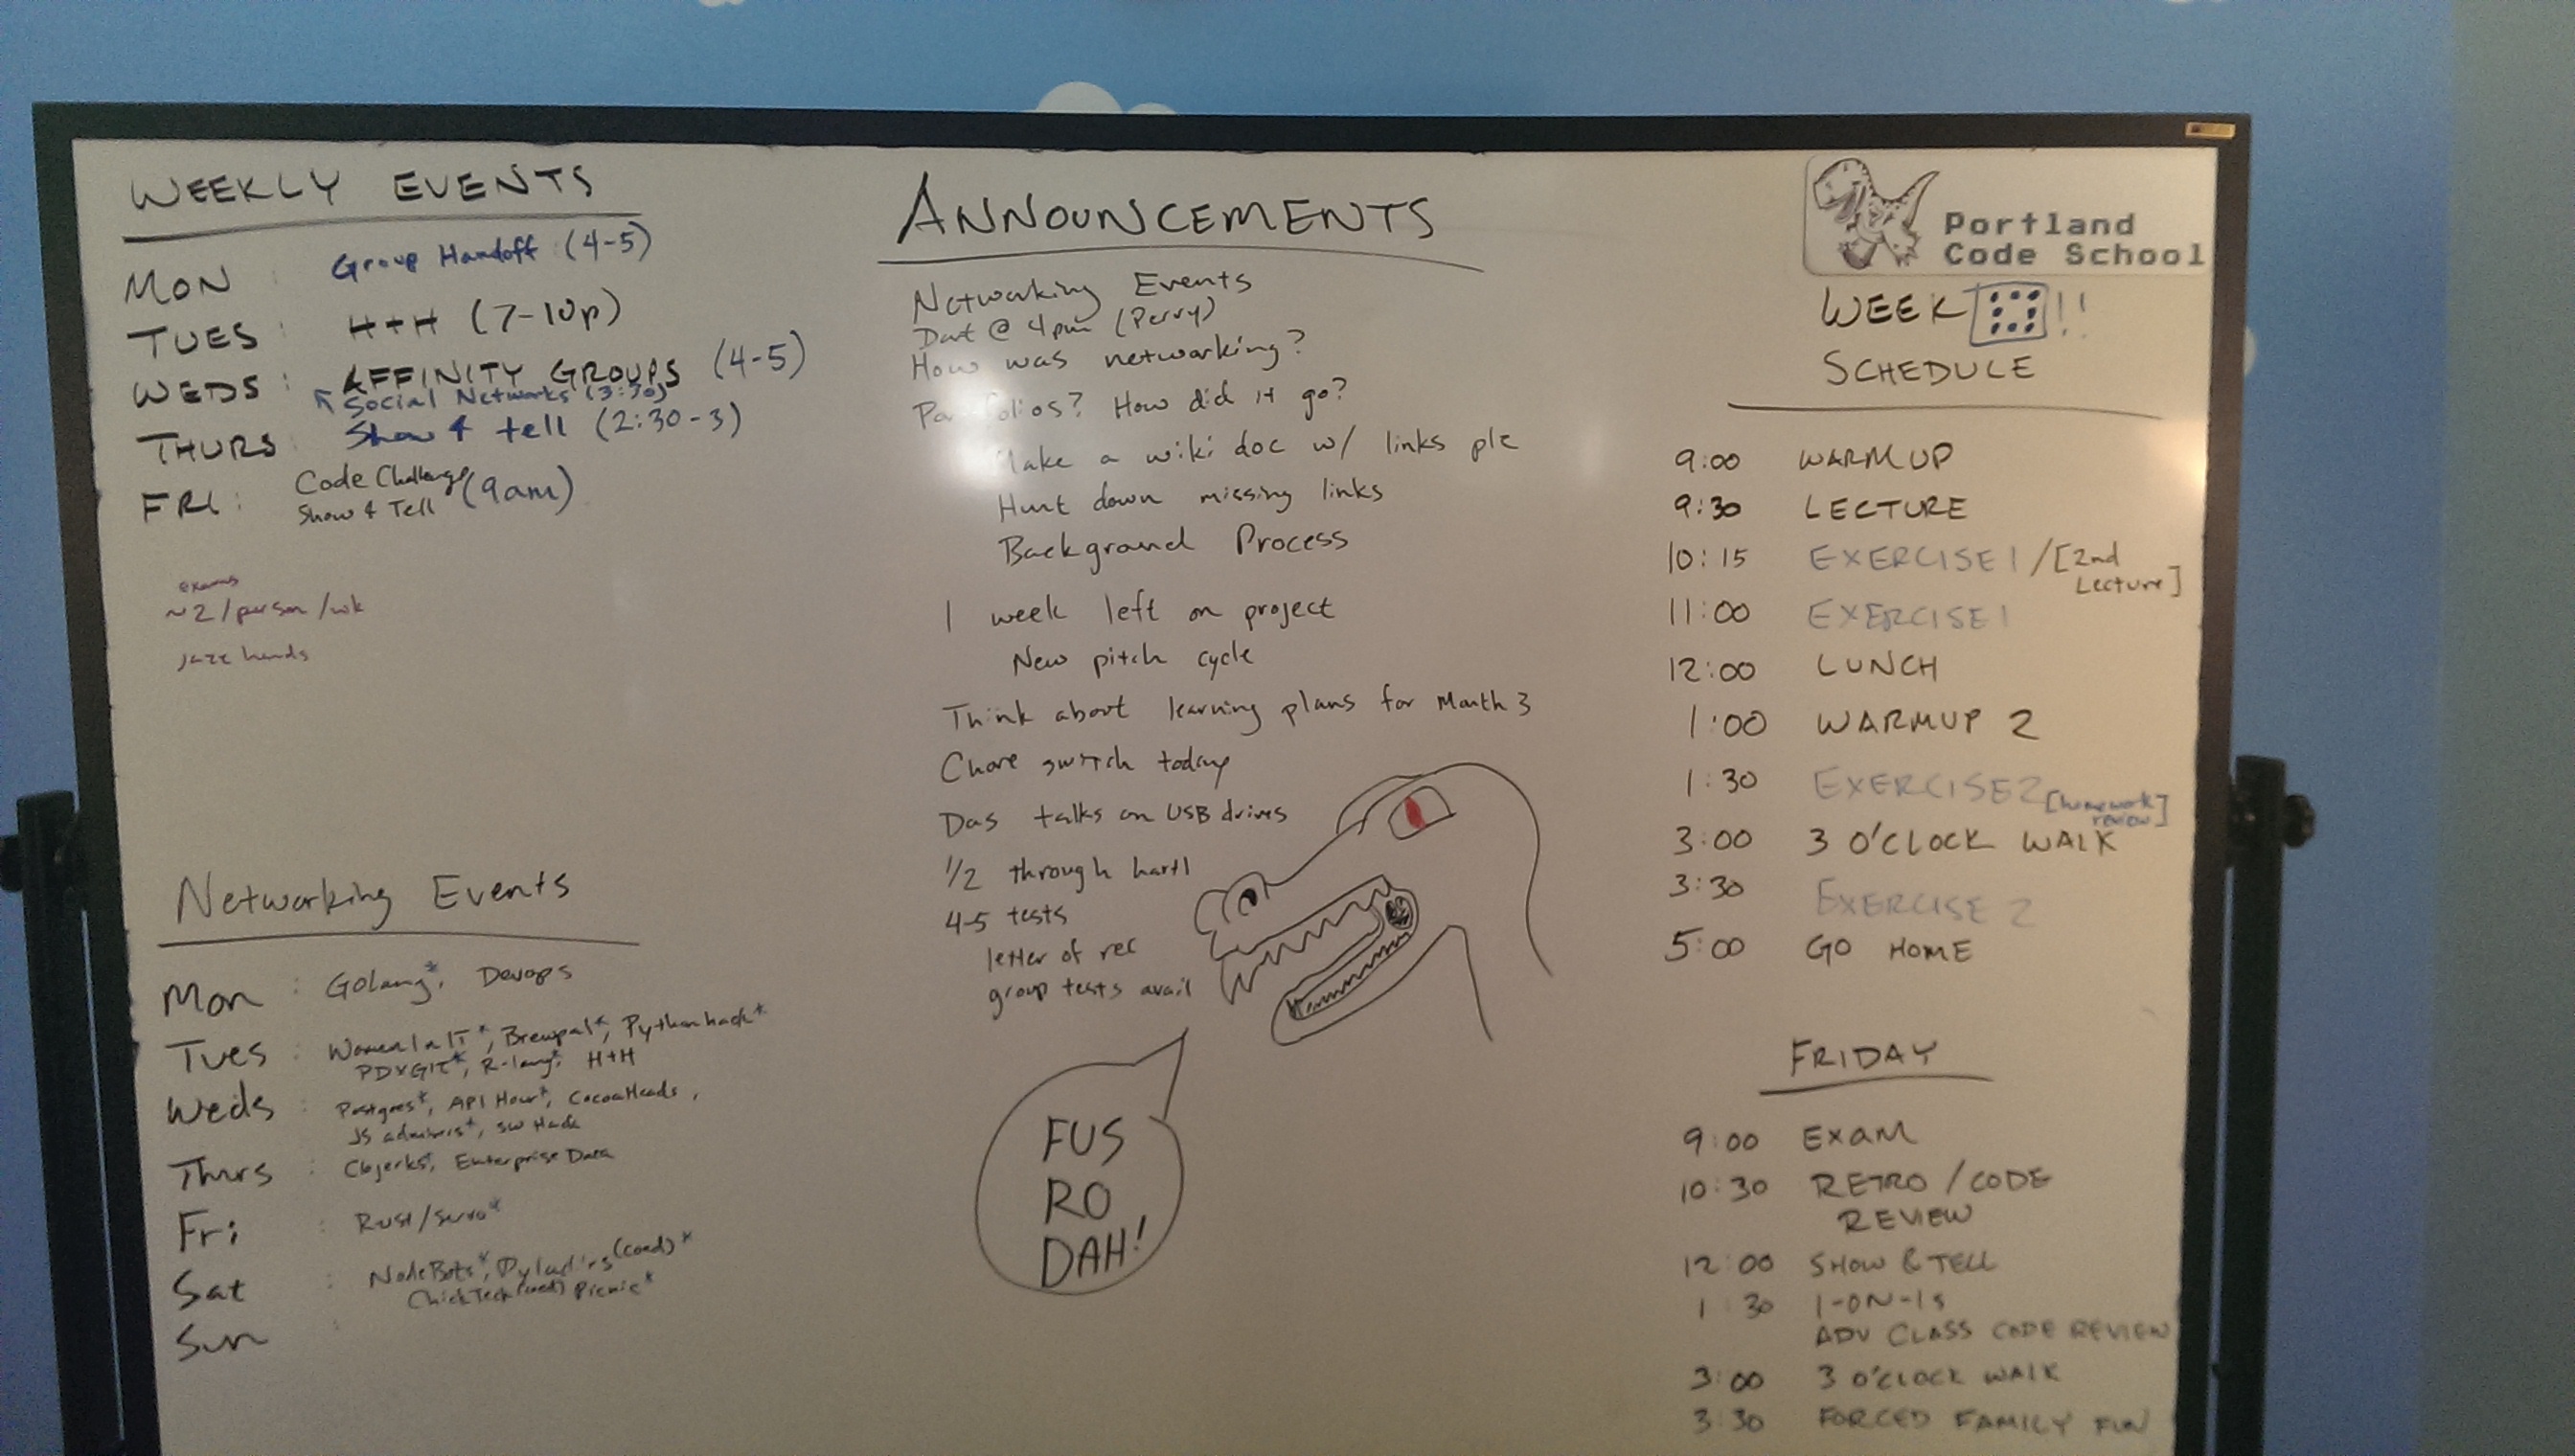 WEEKLY EVENTS
MON : Group Handoff (4-5)
TUES : H+H (7-10p)
WEDS : AFFINITY GROUPS (4-5)
Social Networks (3:30)
THURS : Show & tell (2:30-3)
FRI : Code Challenge
Show & Tell (9am)
exams
~2/person/wk
jazz hands
Networking Events
Mon : Golang*, Devops
Tues : Women In IT*, Brewpal*, Pythonhack*
PDXGIT*, R-lang*, H+H
Weds : Postgres*, API Hour*, CocoaHeads,
JS admirers*, SW Hack
Thurs : Clojerks*, Enterprise Data
Fri : Rust/Servo*
Sat : NodeBots*, Pyladies (coed)*
ChickTech (coed) Picnic*
Sun :
ANNOUNCEMENTS
Networking Events
Dart @ 4pm (Perry)
How was networking?
Portfolios? How did it go?
Make a wiki doc w/ links plz
Hunt down missing links
Background Process
1 week left on project
New pitch cycle
Think about learning plans for Month 3
Chore switch today
Das talks on USB drives
1/2 through hartl
4-5 tests
letter of rec
group tests avail
FUS
RO
DAH!
Portland
Code School
WEEK !!
SCHEDULE
9:00 WARMUP
9:30 LECTURE
10:15 EXERCISE 1 / [2nd
Lecture]
11:00 EXERCISE 1
12:00 LUNCH
1:00 WARMUP 2
1:30 EXERCISE 2 [homework
review]
3:00 3 O'CLOCK WALK
3:30 EXERCISE 2
5:00 GO HOME
FRIDAY
9:00 EXAM
10:30 RETRO / CODE
REVIEW
12:00 SHOW & TELL
1:30 1-ON-1s
ADV CLASS CODE REVIEW
3:00 3 O'CLOCK WALK
3:30 FORCED FAMILY FUN